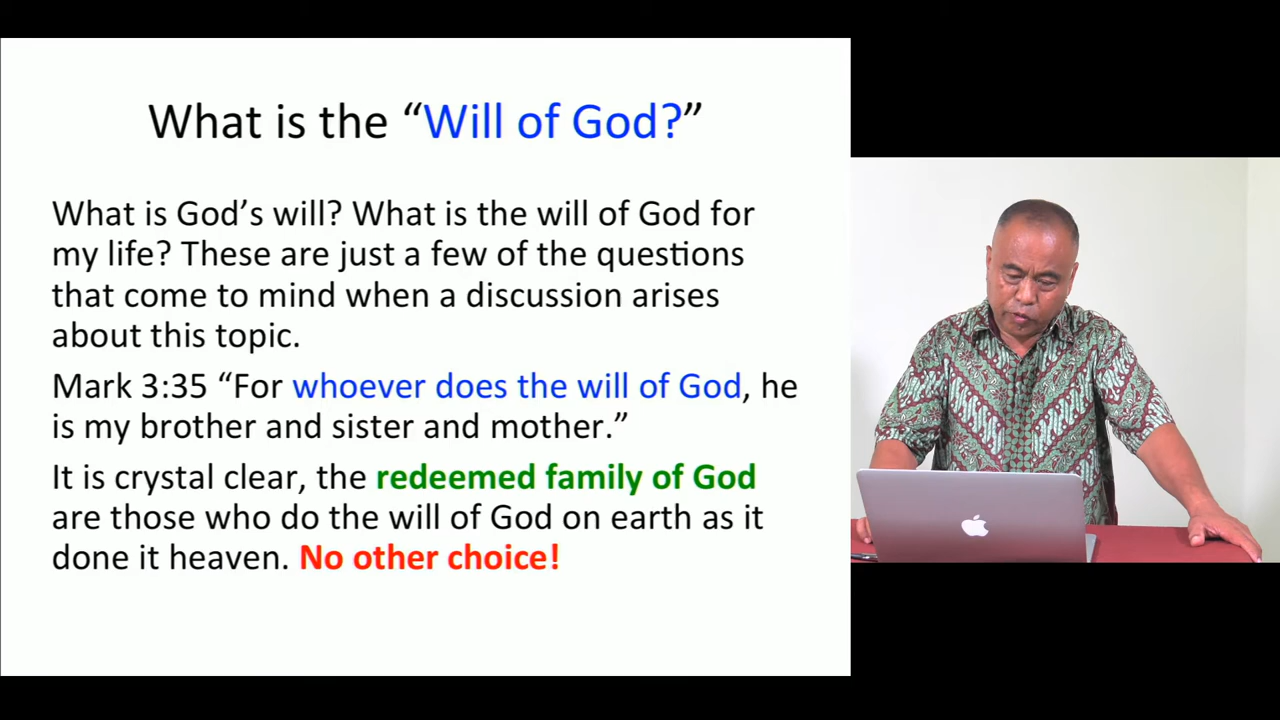 What is the “Will of God?”
What is God’s will? What is the will of God for
my life? These are just a few of the questions
that come to mind when a discussion arises
about this topic.
Mark 3:35 “For whoever does the will of God, he
is my brother and sister and mother.”
It is crystal clear, the redeemed family of God
are those who do the will of God on earth as it
done it heaven. No other choice!